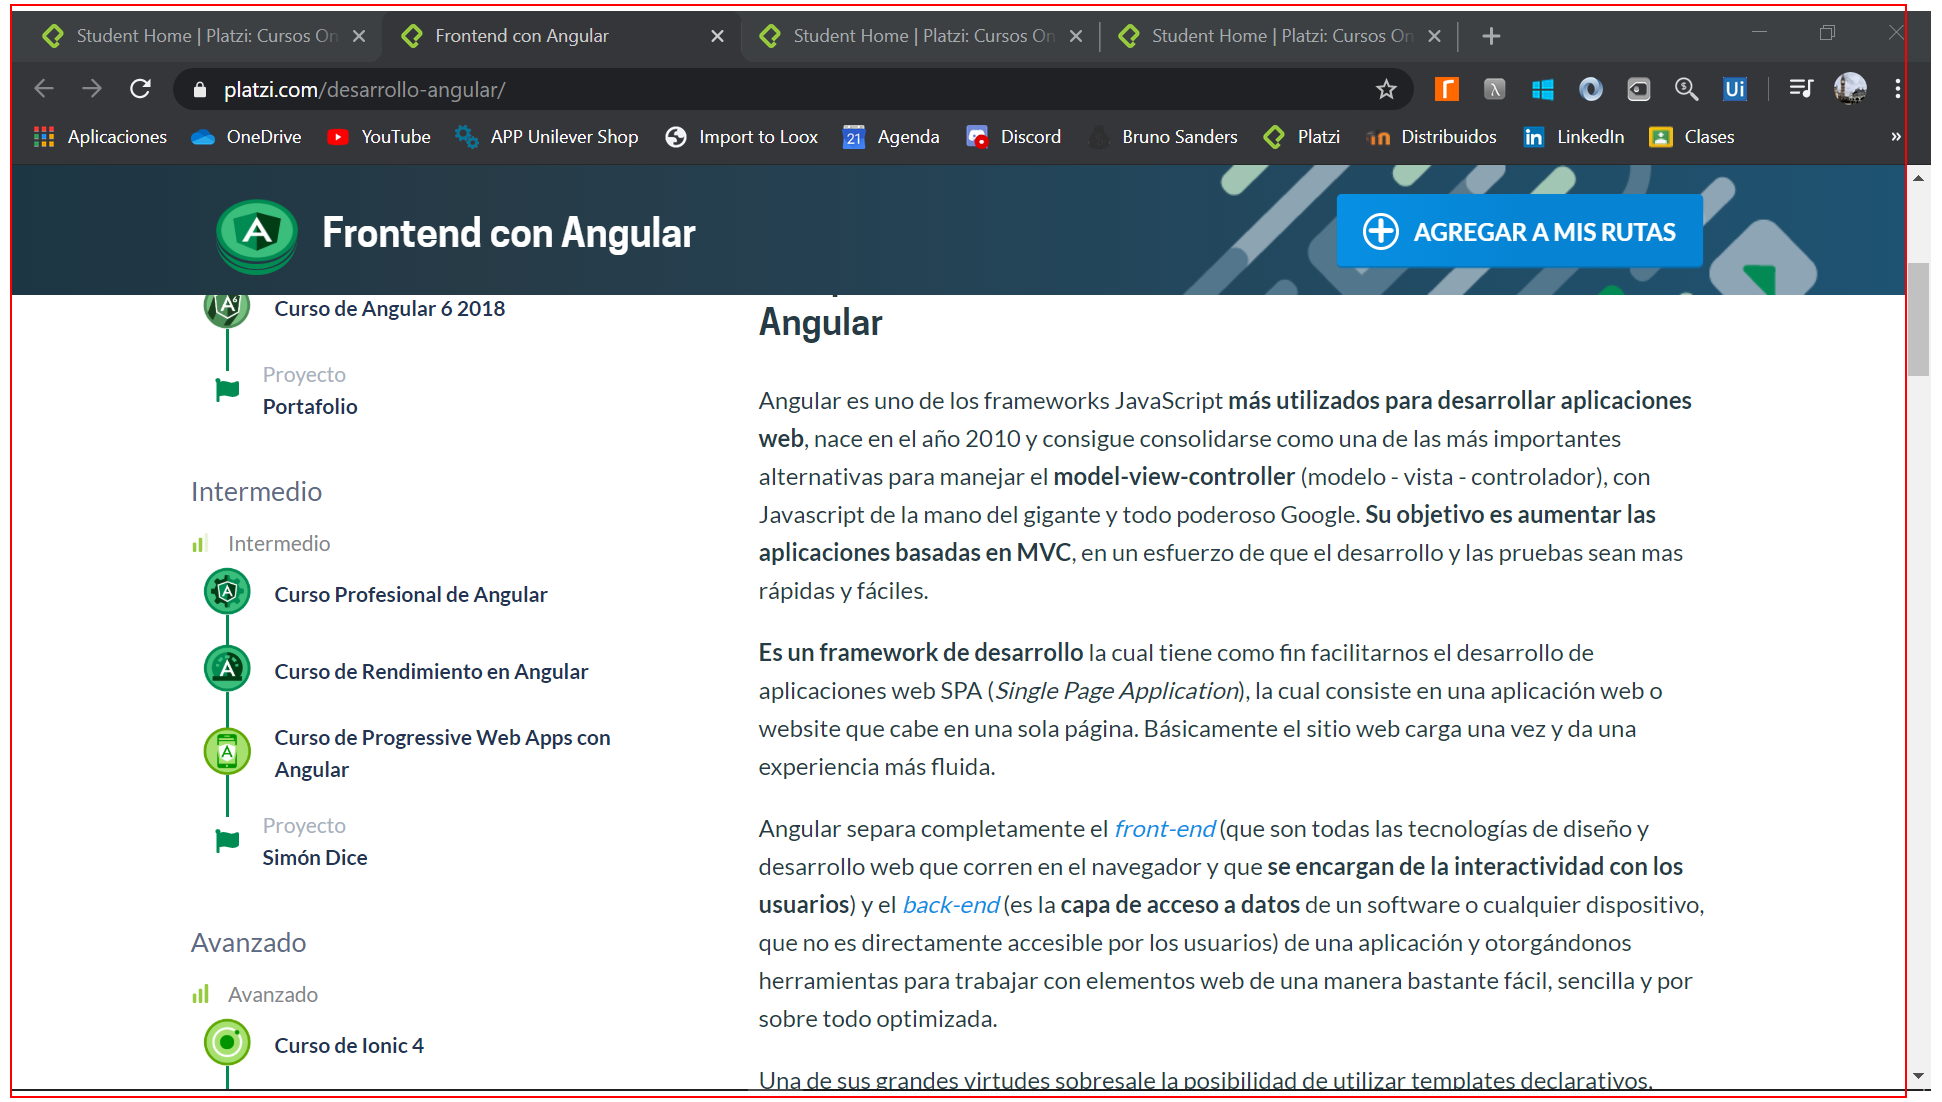 Student Home | Platzi: Cursos On
Frontend con Angular
Student Home | Platzi: Cursos On
Student Home | Platzi: Cursos On
platzi.com/desarrollo-angular/
Aplicaciones
OneDrive
YouTube
APP Unilever Shop
Import to Loox
21
Agenda
Discord
Bruno Sanders
Platzi
Distribuidos
LinkedIn
Clases
»
Frontend con Angular
AGREGAR A MIS RUTAS
Curso de Angular 6 2018
Proyecto
Portafolio
Intermedio
Intermedio
Curso Profesional de Angular
Curso de Rendimiento en Angular
Curso de Progressive Web Apps con
Angular
Proyecto
Simón Dice
Avanzado
Avanzado
Curso de Ionic 4
Angular
Angular es uno de los frameworks JavaScript más utilizados para desarrollar aplicaciones
web, nace en el año 2010 y consigue consolidarse como una de las más importantes
alternativas para manejar el model-view-controller (modelo - vista - controlador), con
Javascript de la mano del gigante y todo poderoso Google. Su objetivo es aumentar las
aplicaciones basadas en MVC, en un esfuerzo de que el desarrollo y las pruebas sean mas
rápidas y fáciles.
Es un framework de desarrollo la cual tiene como fin facilitarnos el desarrollo de
aplicaciones web SPA (Single Page Application), la cual consiste en una aplicación web o
website que cabe en una sola página. Básicamente el sitio web carga una vez y da una
experiencia más fluida.
Angular separa completamente el front-end (que son todas las tecnologías de diseño y
desarrollo web que corren en el navegador y que se encargan de la interactividad con los
usuarios) y el back-end (es la capa de acceso a datos de un software o cualquier dispositivo,
que no es directamente accesible por los usuarios) de una aplicación y otorgándonos
herramientas para trabajar con elementos web de una manera bastante fácil, sencilla y por
sobre todo optimizada.
Una de sus grandes virtudes sobresale la posibilidad de utilizar templates declarativos,